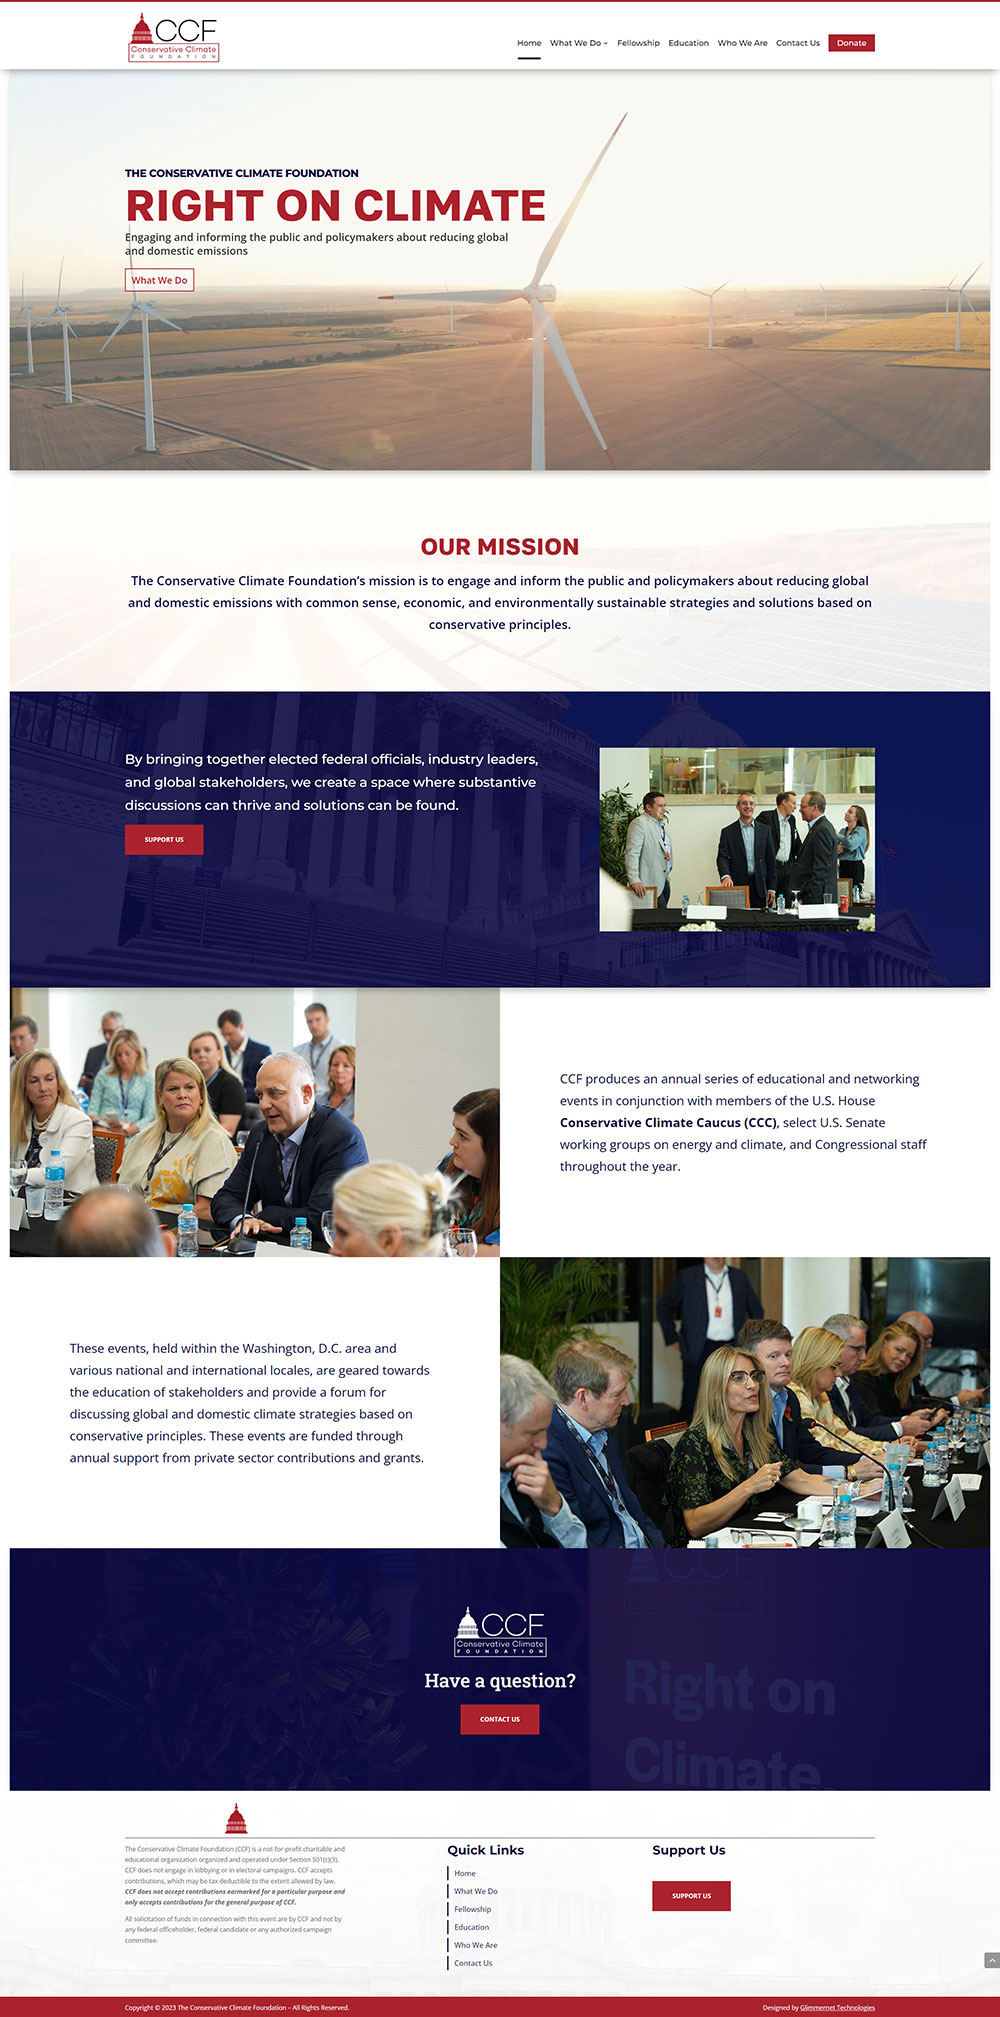 CCF
Conservative Climate
FOUNDATION
Home What We Do Fellowship Education Who We Are Contact Us Donate
THE CONSERVATIVE CLIMATE FOUNDATION
RIGHT ON CLIMATE
Engaging and informing the public and policymakers about reducing global
and domestic emissions
What We Do
OUR MISSION
The Conservative Climate Foundation’s mission is to engage and inform the public and policymakers about reducing global
and domestic emissions with common sense, economic, and environmentally sustainable strategies and solutions based on
conservative principles.
By bringing together elected federal officials, industry leaders,
and global stakeholders, we create a space where substantive
discussions can thrive and solutions can be found.
SUPPORT US
CCF produces an annual series of educational and networking
events in conjunction with members of the U.S. House
Conservative Climate Caucus (CCC), select U.S. Senate
working groups on energy and climate, and Congressional staff
throughout the year.
These events, held within the Washington, D.C. area and
various national and international locales, are geared towards
the education of stakeholders and provide a forum for
discussing global and domestic climate strategies based on
conservative principles. These events are funded through
annual support from private sector contributions and grants.
CCF
Conservative Climate
FOUNDATION
CCF
Conservative Climate
FOUNDATION
Have a question?
CONTACT US
Right on
Climate.
The Conservative Climate Foundation (CCF) is a not-for-profit charitable and
educational organization organized and operated under Section 501(c)(3).
CCF does not engage in lobbying or in electoral campaigns. CCF accepts
contributions, which may be tax deductible to the extent allowed by law.
CCF does not accept contributions earmarked for a particular purpose and
only accepts contributions for the general purpose of CCF.
All solicitation of funds in connection with this event are by CCF and not by
any federal officeholder, federal candidate or any authorized campaign
committee.
Quick Links
Home
What We Do
Fellowship
Education
Who We Are
Contact Us
Support Us
SUPPORT US
Copyright © 2023 The Conservative Climate Foundation – All Rights Reserved.
Designed by Glimmernet Technologies